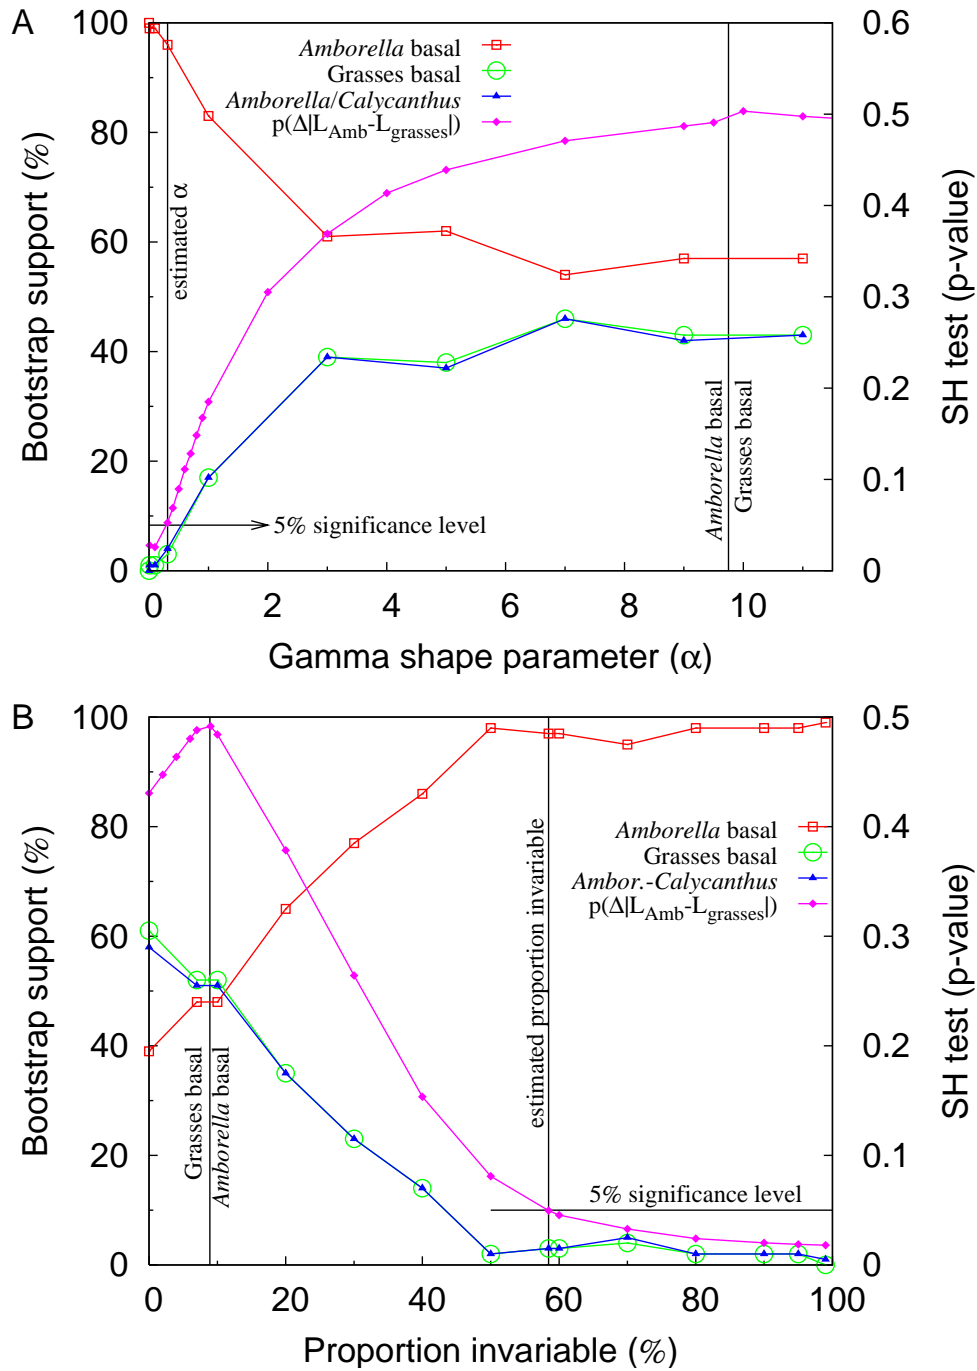 A
100
80
60
40
20
0
Bootstrap support (%)
0.6
0.5
0.4
0.3
0.2
0.1
0
SH test (p-value)
Amborella basal
Grasses basal
Amborella/Calycanthus
p(Δ|L_Amb-L_grasses|)
estimated α
5% significance level
Amborella basal
Grasses basal
0 2 4 6 8 10
Gamma shape parameter (α)
B
100
80
60
40
20
0
Bootstrap support (%)
0.5
0.4
0.3
0.2
0.1
0
SH test (p-value)
Amborella basal
Grasses basal
Ambor.-Calycanthus
p(Δ|L_Amb-L_grasses|)
Grasses basal
Amborella basal
estimated proportion invariable
5% significance level
0 20 40 60 80 100
Proportion invariable (%)